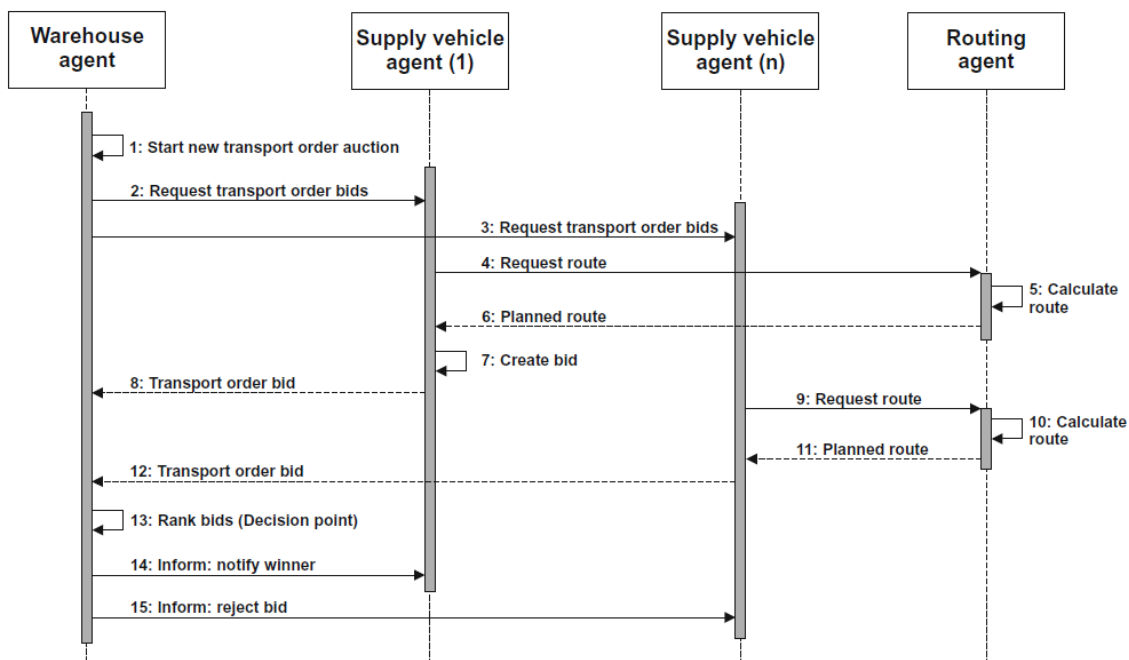 Warehouse
agent
Supply vehicle
agent (1)
Supply vehicle
agent (n)
Routing
agent
1: Start new transport order auction
2: Request transport order bids
3: Request transport order bids
4: Request route
5: Calculate
route
6: Planned route
7: Create bid
8: Transport order bid
9: Request route
10: Calculate
route
11: Planned route
12: Transport order bid
13: Rank bids (Decision point)
14: Inform: notify winner
15: Inform: reject bid